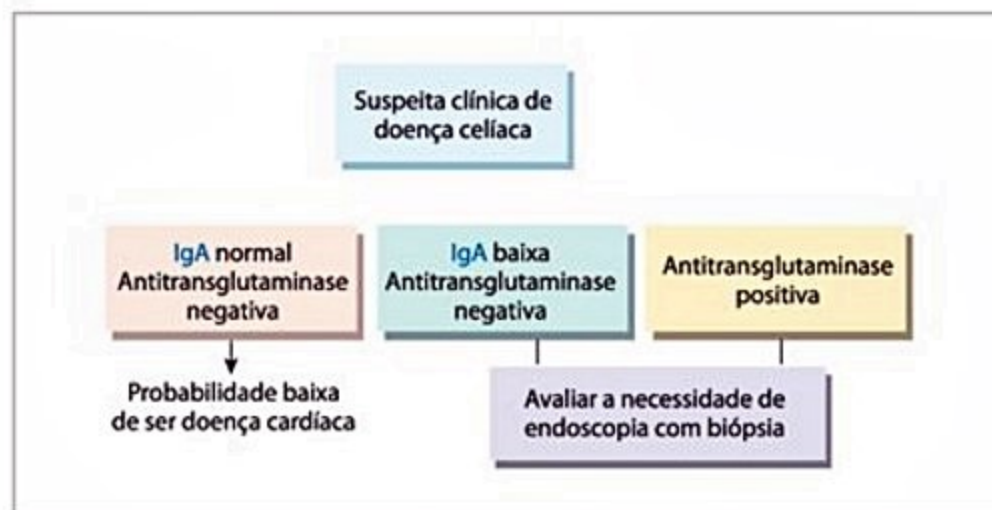 Suspeita clínica de
doença celíaca
IgA normal
Antitransglutaminase
negativa
IgA baixa
Antitransglutaminase
negativa
Antitransglutaminase
positiva
Probabilidade baixa
de ser doença cardíaca
Avaliar a necessidade de
endoscopia com biópsia